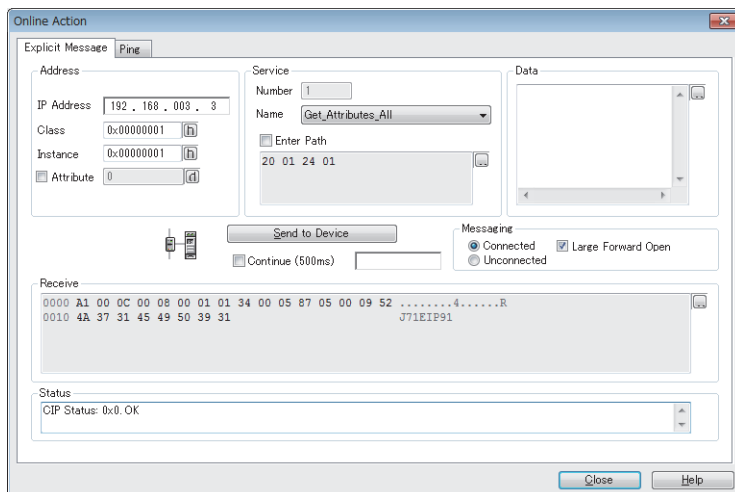 Online Action
Explicit Message Ping
Address
IP Address 192 . 168 . 003 . 3
Class 0x00000001 h
Instance 0x00000001 h
Attribute 0 d
Service
Number 1
Name Get_Attributes_All
Enter Path
20 01 24 01 ...
Data
...
Send to Device
Continue (500ms)
Messaging
Connected Large Forward Open
Unconnected
Receive
0000 A1 00 0C 00 08 00 01 01 34 00 05 87 05 00 09 52 ........4......R
0010 4A 37 31 45 49 50 39 31 J71EIP91
...
Status
CIP Status: 0x0. OK
Close Help